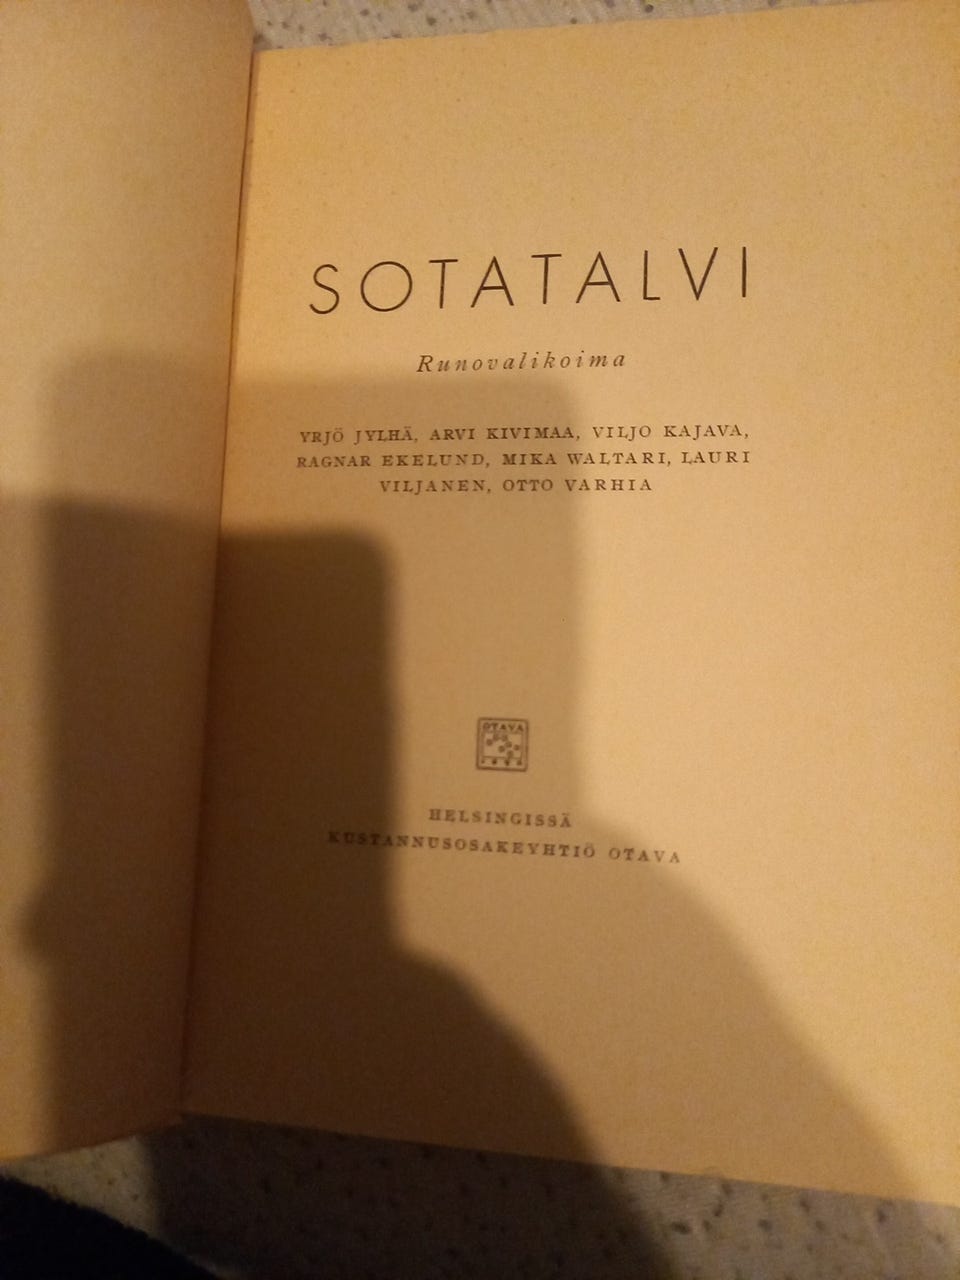 SOTATALVI
Runovalikoima
YRJÖ JYLHÄ, ARVI KIVIMAA, VILJO KAJAVA,
RAGNAR EKELUND, MIKA WALTARI, LAURI
VILJANEN, OTTO VARHIA
OTAVA
1890
HELSINGISSÄ
KUSTANNUSOSAKEYHTIÖ OTAVA